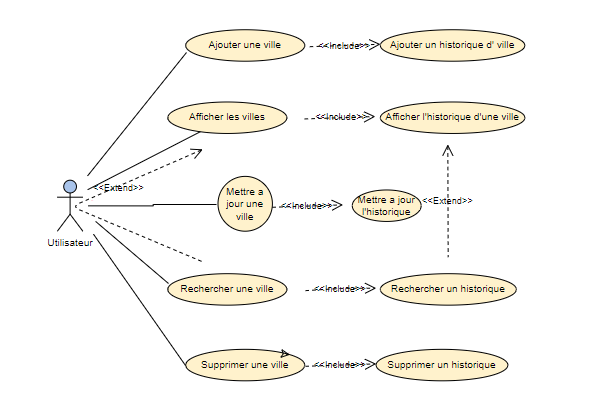 Ajouter une ville
<<Include>>
Ajouter un historique d' ville
Afficher les villes
<<Include>>
Afficher l'historique d'une ville
<<Extend>>
Utilisateur
Mettre a
jour une
ville
<<Include>>
Mettre a jour
l'historique
<<Extend>>
Rechercher une ville
<<Include>>
Rechercher un historique
Supprimer une ville
<<Include>>
Supprimer un historique